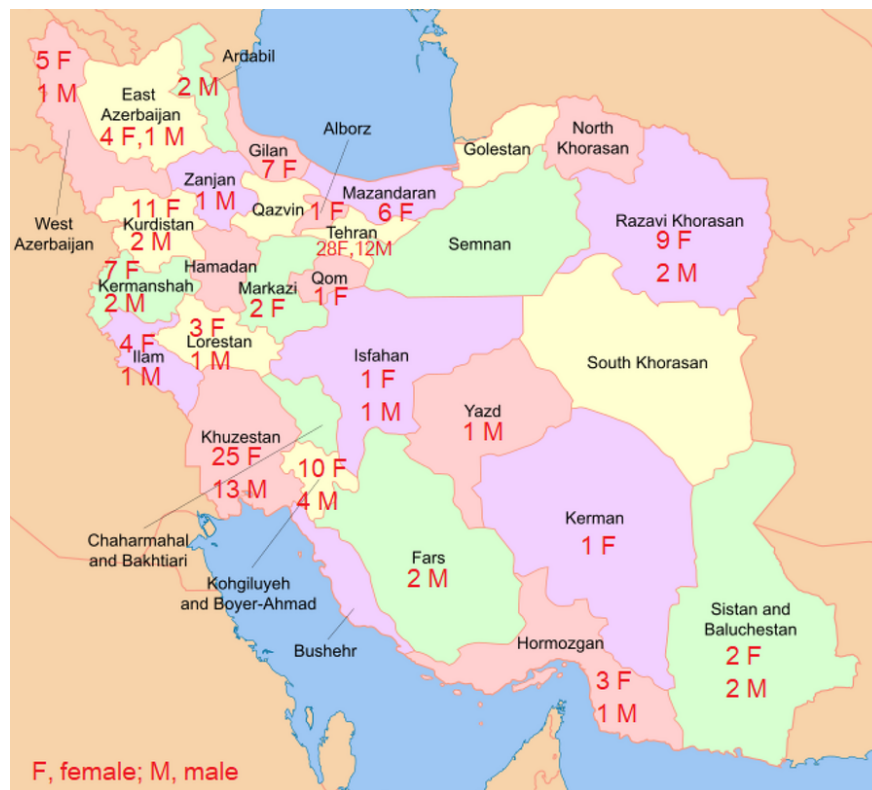 5 F
1 M
Ardabil
2 M
East
Azerbaijan
4 F,1 M
Gilan
7 F
Alborz
Golestan
North
Khorasan
West
Azerbaijan
Zanjan
1 M
Qazvin
1 F
Mazandaran
6 F
Tehran
28F,12M
Semnan
Razavi Khorasan
9 F
2 M
11 F
Kurdistan
2 M
Hamadan
7 F
Kermanshah
2 M
Markazi
2 F
Qom
1 F
4 F
Ilam
1 M
3 F
Lorestan
1 M
Isfahan
1 F
1 M
South Khorasan
Yazd
1 M
Khuzestan
25 F
13 M
10 F
4 M
Chaharmahal
and Bakhtiari
Kohgiluyeh
and Boyer-Ahmad
Bushehr
Fars
2 M
Kerman
1 F
Hormozgan
3 F
1 M
Sistan and
Baluchestan
2 F
2 M
F, female; M, male